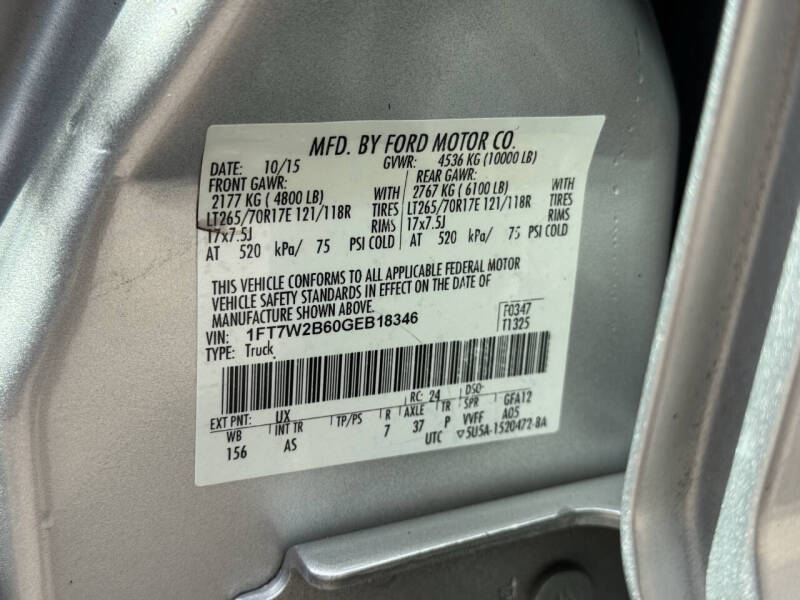 MFD. BY FORD MOTOR CO.
DATE: 10/15 GVWR: 4536 KG (10000 LB)
FRONT GAWR: REAR GAWR:
2177 KG ( 4800 LB) WITH 2767 KG ( 6100 LB) WITH
LT265/70R17E 121/118R TIRES LT265/70R17E 121/118R TIRES
17x7.5J RIMS 17x7.5J RIMS
AT 520 kPa/ 75 PSI COLD AT 520 kPa/ 75 PSI COLD
THIS VEHICLE CONFORMS TO ALL APPLICABLE FEDERAL MOTOR
VEHICLE SAFETY STANDARDS IN EFFECT ON THE DATE OF
MANUFACTURE SHOWN ABOVE.
VIN: 1FT7W2B60GEB18346 F0347
TYPE: Truck T1325
EXT PNT: UX RC: 24 DSO:
WB INT TR TP/PS R AXLE TR SPR GFA12
156 AS 7 37 P VVFF A05
UTC ▽5U5A-1520472-BA